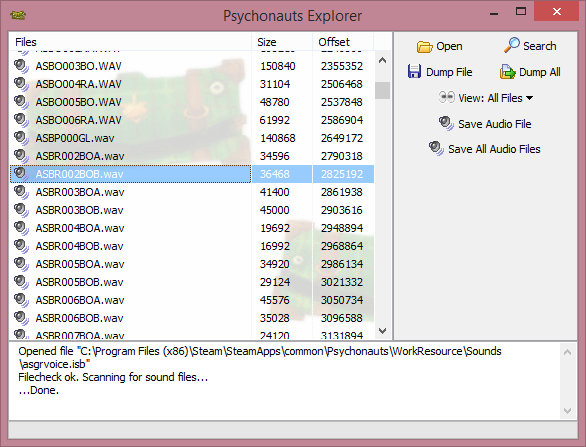 Psychonauts Explorer
Files Size Offset
ASBO003BO.WAV 150840 2355352
ASBO004RA.WAV 31104 2506468
ASBO005BO.WAV 48780 2537848
ASBO006RA.WAV 61992 2586904
ASBP000GL.wav 140868 2649172
ASBR002BOA.wav 34596 2790318
ASBR002BOB.wav 36468 2825192
ASBR003BOA.wav 41400 2861938
ASBR003BOB.wav 45000 2903616
ASBR004BOA.wav 19692 2948894
ASBR004BOB.wav 19692 2968864
ASBR005BOA.wav 34920 2986134
ASBR005BOB.wav 29124 3021332
ASBR006BOA.wav 45576 3050734
ASBR006BOB.wav 35028 3096588
ASBR007BOA.wav 24120 3131894
Open Search
Dump File Dump All
View: All Files
Save Audio File
Save All Audio Files
Opened file "C:\Program Files (x86)\Steam\SteamApps\common\Psychonauts\WorkResource\Sounds
\asgrvoice.isb"
Filecheck ok. Scanning for sound files...
...Done.